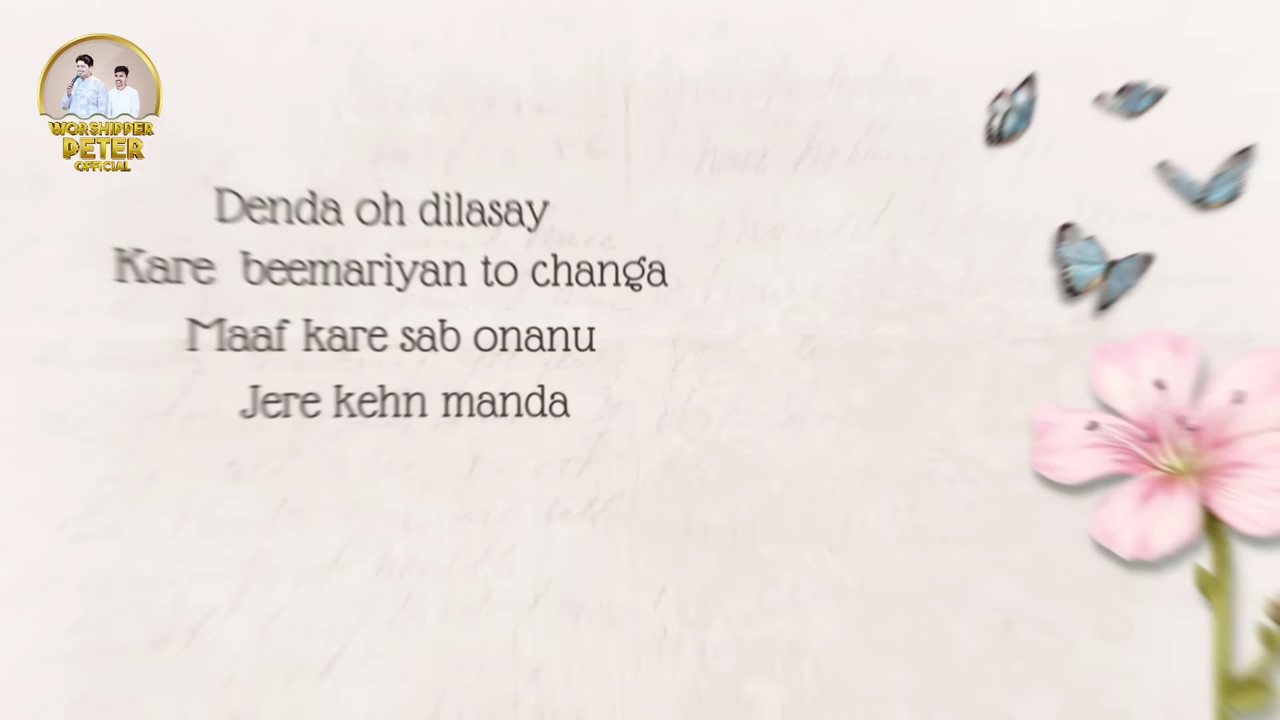 WORSHIPPER
PETER
OFFICIAL
Denda oh dilasay
Kare beemariyan to changa
Maaf kare sab onanu
Jere kehn manda